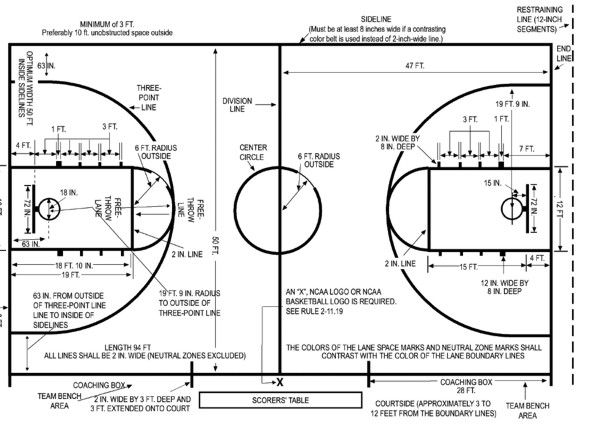 MINIMUM of 3 FT.
Preferably 10 ft. unobstructed space outside
SIDELINE
(Must be at least 8 inches wide if a contrasting
color belt is used instead of 2-inch-wide line.)
RESTRAINING
LINE (12-INCH
SEGMENTS)
END
LINE
OPTIMUM WIDTH 50 FT.
INSIDE SIDELINES
63 IN.
THREE-
POINT
LINE
DIVISION
LINE
47 FT.
19 FT. 9 IN.
1 FT.
3 FT.
4 FT.
6 FT. RADIUS
OUTSIDE
CENTER
CIRCLE
6 FT. RADIUS
OUTSIDE
2 IN. WIDE BY
8 IN. DEEP
3 FT.
1 FT.
7 FT.
72 IN.
18 IN.
FREE-
THROW
LANE
FREE-
THROW
LINE
15 IN.
72 IN.
12 FT.
63 IN.
2 IN. LINE
50 FT.
2 IN. LINE
18 FT. 10 IN.
19 FT.
15 FT.
4 FT.
12 IN. WIDE BY
8 IN. DEEP
63 IN. FROM OUTSIDE
OF THREE-POINT LINE
LINE TO INSIDE OF
SIDELINES
19 FT. 9 IN. RADIUS
TO OUTSIDE OF
THREE-POINT LINE
AN "X", NCAA LOGO OR NCAA
BASKETBALL LOGO IS REQUIRED.
SEE RULE 2-11.19
LENGTH 94 FT
ALL LINES SHALL BE 2 IN. WIDE (NEUTRAL ZONES EXCLUDED)
THE COLORS OF THE LANE SPACE MARKS AND NEUTRAL ZONE MARKS SHALL
CONTRAST WITH THE COLOR OF THE LANE BOUNDARY LINES
COACHING BOX
TEAM BENCH
AREA
2 IN. WIDE BY 3 FT. DEEP AND
3 FT. EXTENDED ONTO COURT
X
SCORERS' TABLE
COACHING BOX
28 FT.
COURTSIDE (APPROXIMATELY 3 TO
12 FEET FROM THE BOUNDARY LINES)
TEAM BENCH
AREA